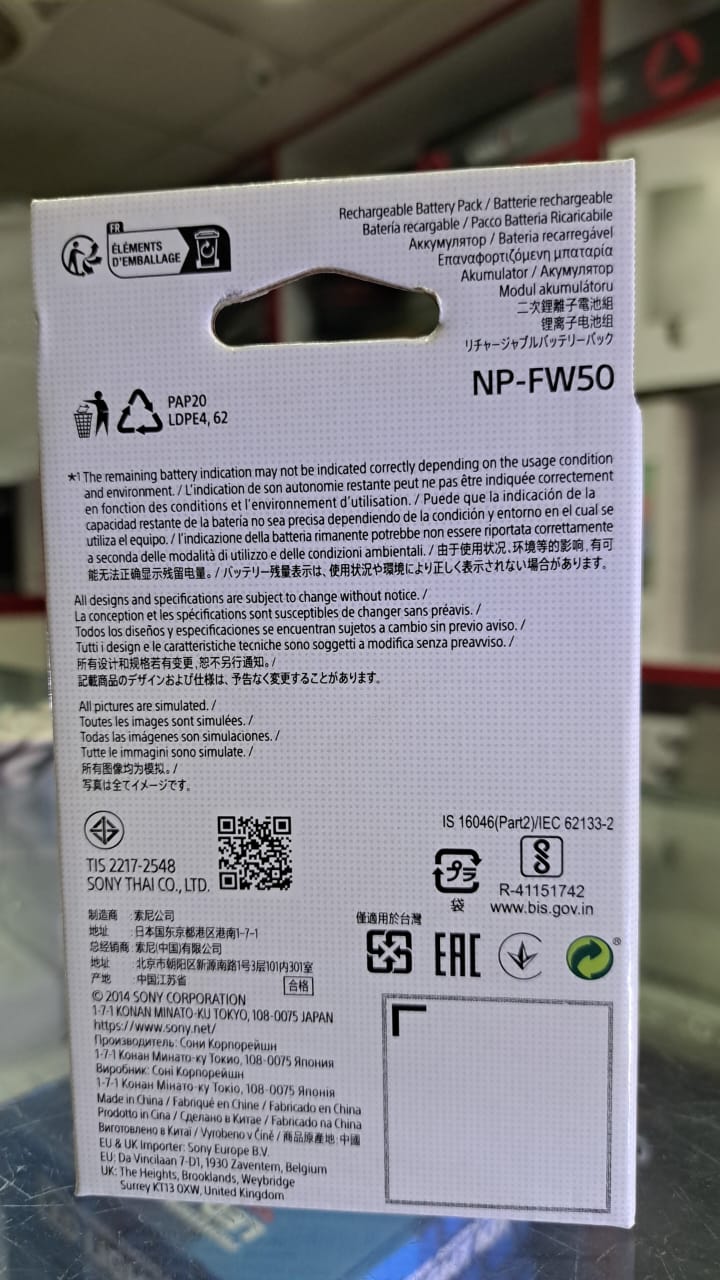 FR
ÉLÉMENTS
D'EMBALLAGE
Rechargeable Battery Pack / Batterie rechargeable
Batería recargable / Pacco Batteria Ricaricabile
Аккумулятор / Bateria recarregável
Επαναφορτιζόμενη μπαταρία
Akumulator / Акумулятор
Modul akumulátoru
二次鋰離子電池組
锂离子电池组
リチャージャブルバッテリーパック
NP-FW50
PAP20
LDPE4, 62
*1 The remaining battery indication may not be indicated correctly depending on the usage condition
and environment. / L'indication de son autonomie restante peut ne pas être indiquée correctement
en fonction des conditions et l'environnement d'utilisation. / Puede que la indicación de la
capacidad restante de la batería no sea precisa dependiendo de la condición y entorno en el cual se
utiliza el equipo. / l'indicazione della batteria rimanente potrebbe non essere riportata correttamente
a seconda delle modalità di utilizzo e delle condizioni ambientali. / 由于使用状况、环境等的影响,有可
能无法正确显示残留电量。/ バッテリー残量表示は、使用状況や環境により正しく表示されない場合があります。
All designs and specifications are subject to change without notice. /
La conception et les spécifications sont susceptibles de changer sans préavis. /
Todos los diseños y especificaciones se encuentran sujetos a cambio sin previo aviso. /
Tutti i design e le caratteristiche tecniche sono soggetti a modifica senza preavviso. /
所有设计和规格若有变更,恕不另行通知。/
記載商品のデザインおよび仕様は、予告なく変更することがあります。
All pictures are simulated. /
Toutes les images sont simulées. /
Todas las imágenes son simulaciones. /
Tutte le immagini sono simulate. /
所有图像均为模拟。/
写真は全てイメージです。
TIS 2217-2548
SONY THAI CO., LTD.
IS 16046(Part2)/IEC 62133-2
プラ
袋
R-41151742
www.bis.gov.in
制造商 : 索尼公司
地址 : 日本国东京都港区港南1-7-1
总经销商 : 索尼(中国)有限公司
地址 : 北京市朝阳区新源南路1号3层101内301室
产地 : 中国江苏省
合格
僅適用於台灣
EAC
®
© 2014 SONY CORPORATION
1-7-1 KONAN MINATO-KU TOKYO, 108-0075 JAPAN
https://www.sony.net/
Производитель: Сони Корпорейшн
1-7-1 Конан Минато-ку Токио, 108-0075 Япония
Виробник: Соні Корпорейшн
1-7-1 Конан Мінато-ку Токіо, 108-0075 Японія
Made in China / Fabriqué en Chine / Fabricado en China
Prodotto in Cina / Сделано в Китае / Fabricado na China
Виготовлено в Китаї / Vyrobeno v Číně / 商品原產地: 中國
EU & UK Importer: Sony Europe B.V.
EU: Da Vincilaan 7-D1, 1930 Zaventem, Belgium
UK: The Heights, Brooklands, Weybridge
Surrey KT13 0XW, United Kingdom